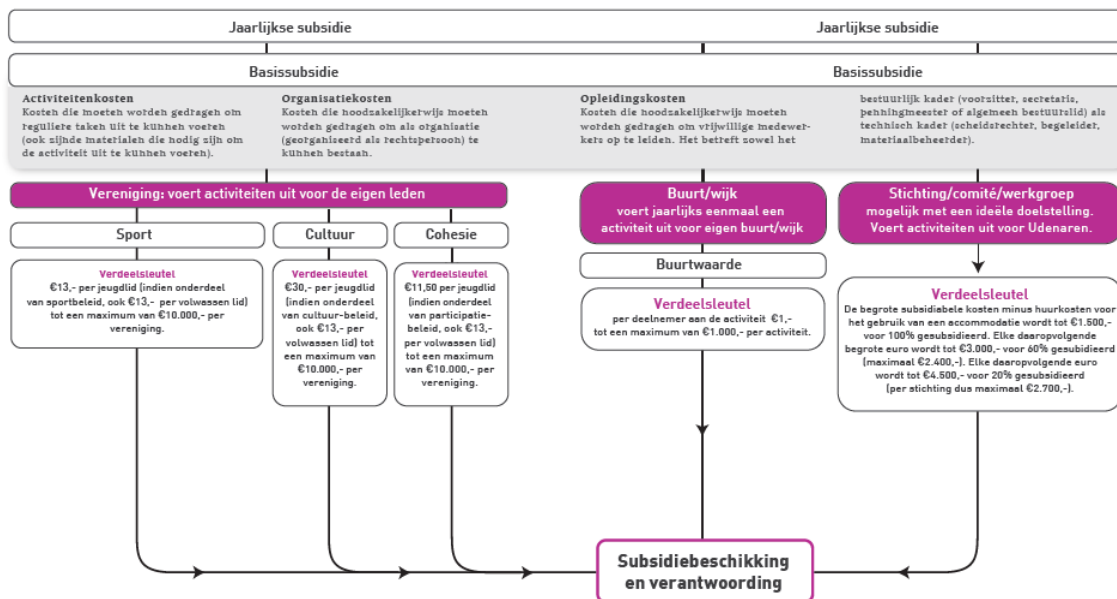 Jaarlijkse subsidie
Jaarlijkse subsidie
Basissubsidie
Basissubsidie
Activiteitenkosten
Kosten die moeten worden gedragen om
reguliere taken uit te kunnen voeren
(ook zijnde materialen die nodig zijn om
de activiteit uit te kunnen voeren).
Organisatiekosten
Kosten die noodzakelijkerwijs moeten
worden gedragen om als organisatie
(georganiseerd als rechtspersoon) te
kunnen bestaan.
Opleidingskosten
Kosten die noodzakelijkerwijs moeten
worden gedragen om vrijwillige medewer-
kers op te leiden. Het betreft sowel het
bestuurlijk kader (voorsitter, secretaris,
penningmeester of algemeen bestuurslid) als
technisch kader (scheidsrechter, begeleider,
materiaalbeheerder).
Vereniging: voert activiteiten uit voor de eigen leden
Sport
Cultuur
Cohesie
Verdeelsleutel
€13,- per jeugdlid (indien onderdeel
van sportbeleid, ook €13,- per volwassen lid)
tot een maximum van €10.000,- per
vereniging.
Verdeelsleutel
€30,- per jeugdlid
(indien onderdeel
van cultuur-beleid,
ook €13,- per
volwassen lid) tot
een maximum van
€10.000,- per
vereniging.
Verdeelsleutel
€11,50 per jeugdlid
(indien onderdeel
van participatie-
beleid, ook €13,-
per volwassen lid)
tot een maximum
van €10.000,- per
vereniging.
Buurt/wijk
voert jaarlijks eenmaal een
activiteit uit voor eigen buurt/wijk
Buurtwaarde
Verdeelsleutel
per deelnemer aan de activiteit €1,-
tot een maximum van €1.000,- per activiteit.
Stichting/comité/werkgroep
mogelijk met een ideële doelstelling.
Voert activiteiten uit voor Udenaren.
Verdeelsleutel
De begrote subsidiabele kosten minus huurkosten voor
het gebruik van een accommodatie wordt tot €1.500,-
voor 100% gesubsidieerd. Elke daaropvolgende
begrote euro wordt tot €3.000,- voor 60% gesubidieerd
(maximaal €2.400,-). Elke daaropvolgende euro
wordt tot €4.500,- voor 20% gesubsidieerd
(per stichting dus maximaal €2.700,-).
Subsidiebeschikking
en verantwoording